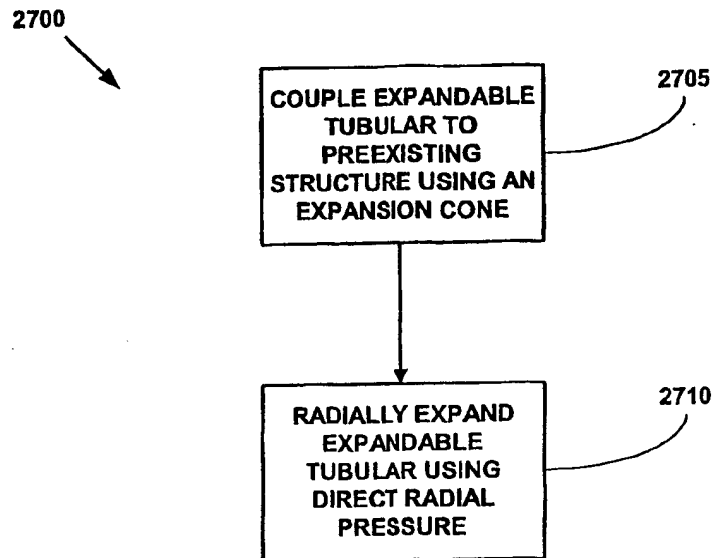 2700
2705
COUPLE EXPANDABLE
TUBULAR TO
PREEXISTING
STRUCTURE USING AN
EXPANSION CONE
2710
RADIALLY EXPAND
EXPANDABLE
TUBULAR USING
DIRECT RADIAL
PRESSURE